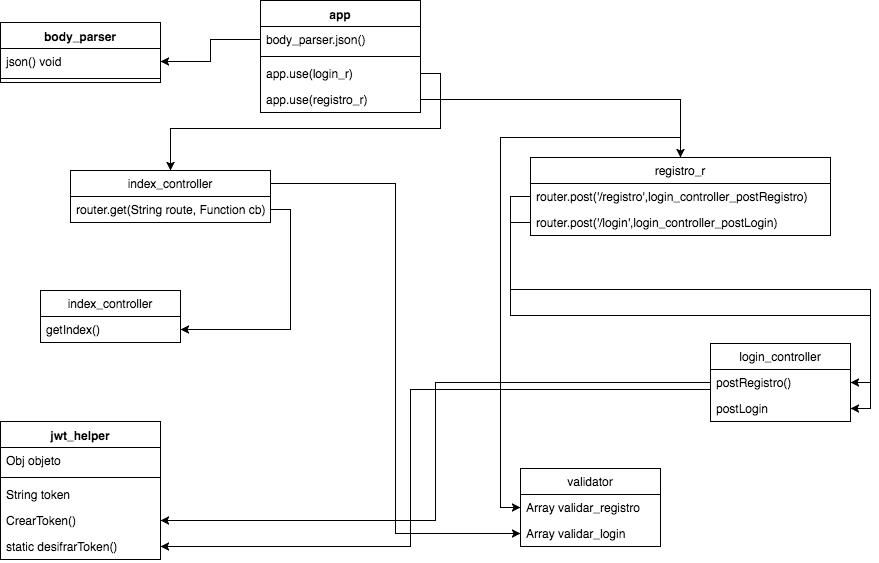 app
body_parser.json()
app.use(login_r)
app.use(registro_r)
body_parser
json() void
index_controller
router.get(String route, Function cb)
registro_r
router.post('/registro',login_controller_postRegistro)
router.post('/login',login_controller_postLogin)
index_controller
getIndex()
login_controller
postRegistro()
postLogin
jwt_helper
Obj objeto
String token
CrearToken()
static desifrarToken()
validator
Array validar_registro
Array validar_login